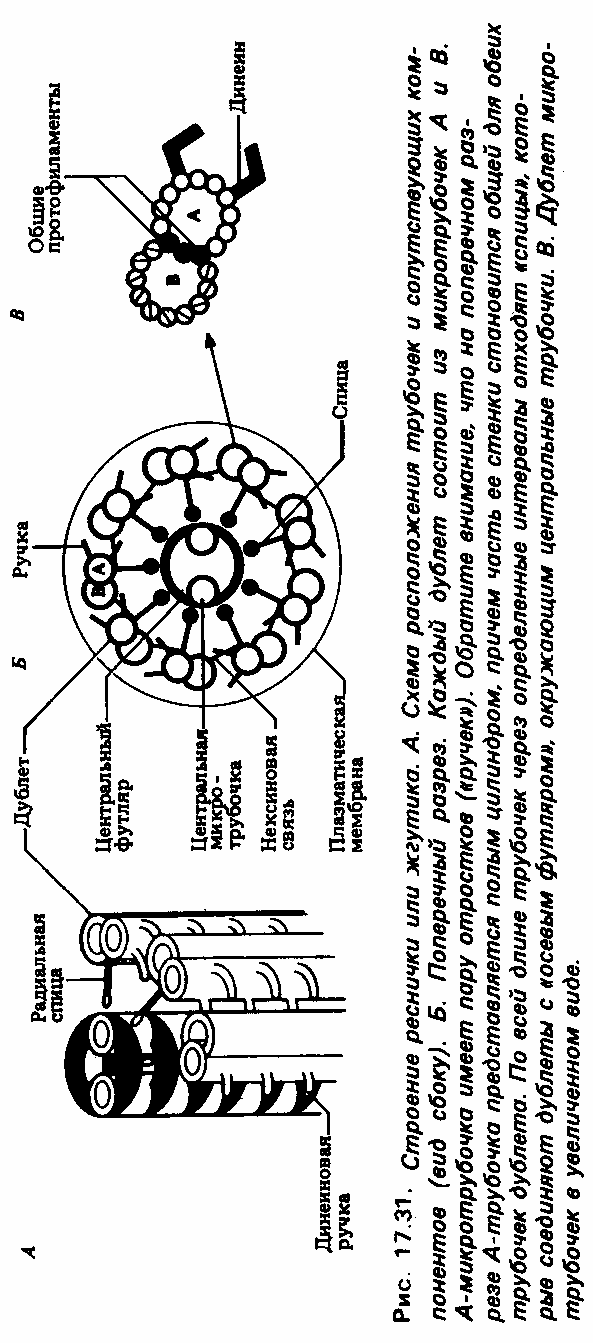 А
Б
В
Динеиновая
ручка
Радиальная
спица
Дублет
Центральный
футляр
Центральная
микро-
трубочка
Нексиновая
связь
Плазматическая
мембрана
Ручка
В
А
Спица
Общие
протофиламенты
В
А
Динеин
Рис. 17.31. Строение реснички или жгутика. А. Схема расположения трубочек и сопутствующих ком-
понентов (вид сбоку). Б. Поперечный разрез. Каждый дублет состоит из микротрубочек А и В.
А-микротрубочка имеет пару отростков («ручек»). Обратите внимание, что на поперечном раз-
резе А-трубочка представляется полым цилиндром, причем часть ее стенки становится общей для обеих
трубочек дублета. По всей длине трубочек через определенные интервалы отходят «спицы», кото-
рые соединяют дублеты с «осевым футляром», окружающим центральные трубочки. В. Дублет микро-
трубочек в увеличенном виде.